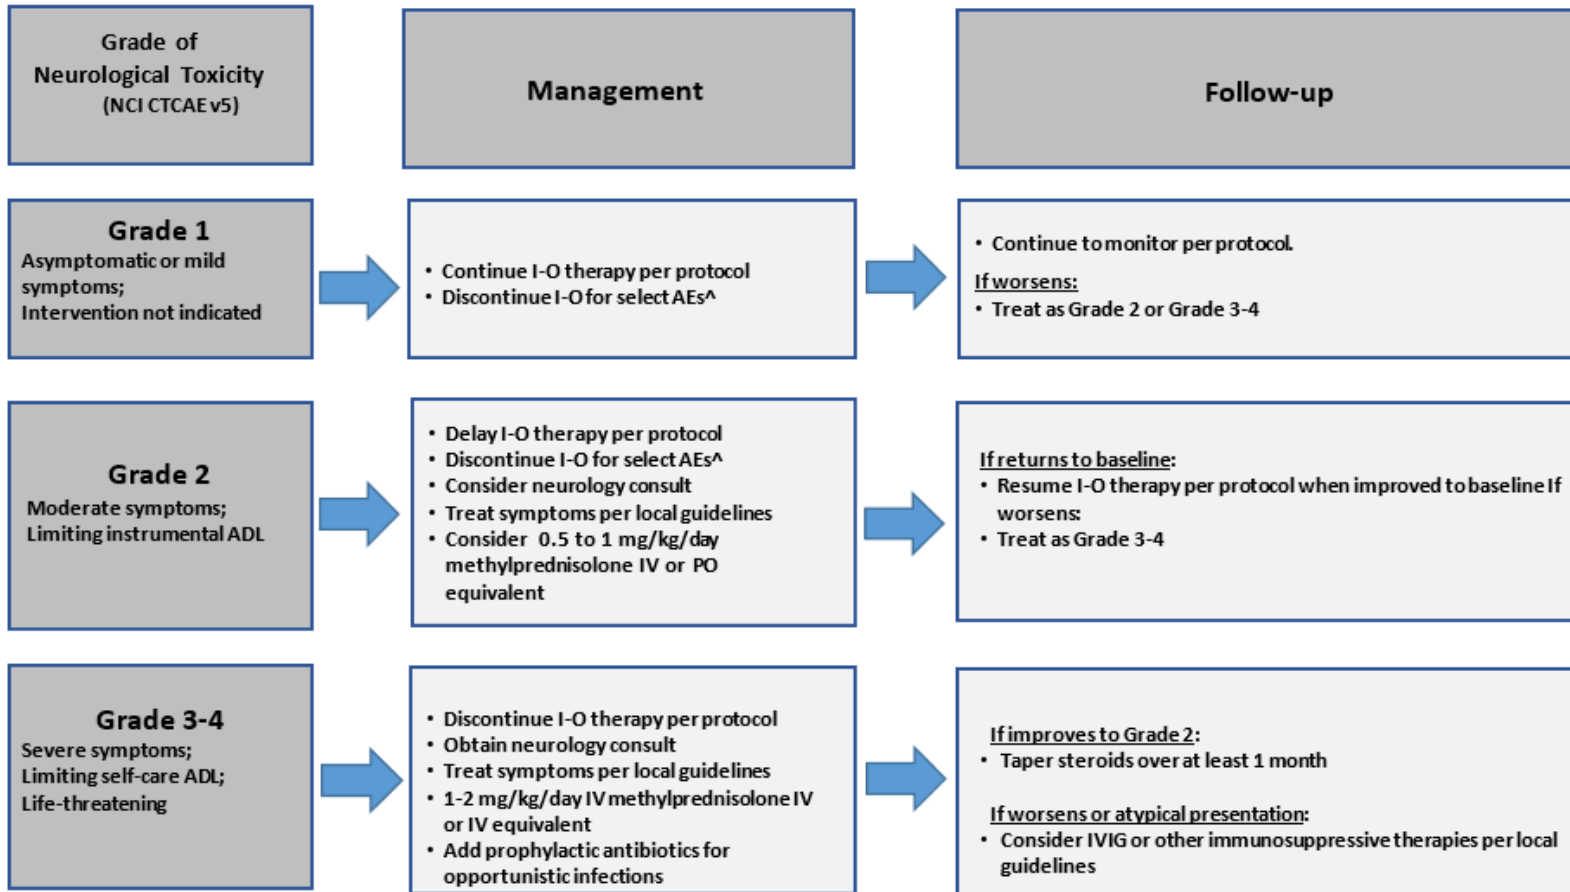 Grade of
Neurological Toxicity
(NCI CTCAE v5)
Management
Follow-up
Grade 1
Asymptomatic or mild
symptoms;
Intervention not indicated
• Continue I-O therapy per protocol
• Discontinue I-O for select AEs^
• Continue to monitor per protocol.
If worsens:
• Treat as Grade 2 or Grade 3-4
Grade 2
Moderate symptoms;
Limiting instrumental ADL
• Delay I-O therapy per protocol
• Discontinue I-O for select AEs^
• Consider neurology consult
• Treat symptoms per local guidelines
• Consider 0.5 to 1 mg/kg/day
methylprednisolone IV or PO
equivalent
If returns to baseline:
• Resume I-O therapy per protocol when improved to baseline If
worsens:
• Treat as Grade 3-4
Grade 3-4
Severe symptoms;
Limiting self-care ADL;
Life-threatening
• Discontinue I-O therapy per protocol
• Obtain neurology consult
• Treat symptoms per local guidelines
• 1-2 mg/kg/day IV methylprednisolone IV
or IV equivalent
• Add prophylactic antibiotics for
opportunistic infections
If improves to Grade 2:
• Taper steroids over at least 1 month
If worsens or atypical presentation:
• Consider IVIG or other immunosuppressive therapies per local
guidelines